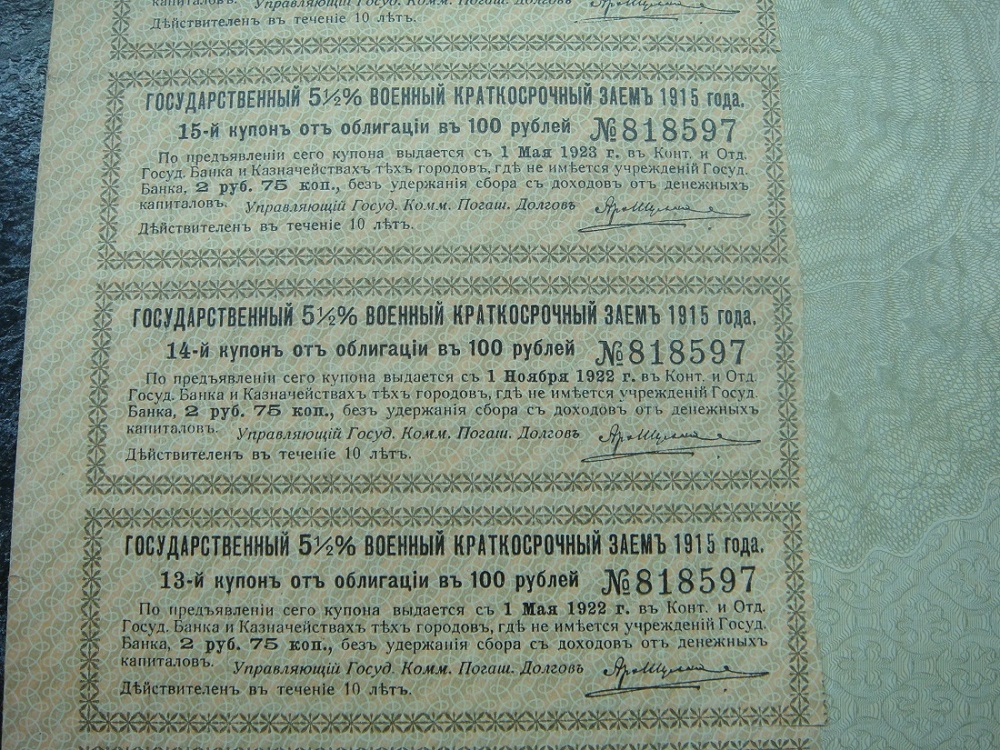 капиталовъ. Управляющій Госуд. Комм. Погаш. Долговъ
Дѣйствителенъ въ теченіе 10 лѣтъ.
ГОСУДАРСТВЕННЫЙ 5½% ВОЕННЫЙ КРАТКОСРОЧНЫЙ ЗАЕМЪ 1915 года.
15-й купонъ отъ облигаціи въ 100 рублей №818597
По предъявленіи сего купона выдается съ 1 Мая 1923 г. въ Конт. и Отд.
Госуд. Банка и Казначействахъ тѣхъ городовъ, гдѣ не имѣется учрежденій Госуд.
Банка, 2 руб. 75 коп., безъ удержанія сбора съ доходовъ отъ денежныхъ
капиталовъ. Управляющій Госуд. Комм. Погаш. Долговъ
Дѣйствителенъ въ теченіе 10 лѣтъ.
ГОСУДАРСТВЕННЫЙ 5½% ВОЕННЫЙ КРАТКОСРОЧНЫЙ ЗАЕМЪ 1915 года.
14-й купонъ отъ облигаціи въ 100 рублей №818597
По предъявленіи сего купона выдается съ 1 Ноября 1922 г. въ Конт. и Отд.
Госуд. Банка и Казначействахъ тѣхъ городовъ, гдѣ не имѣется учрежденій Госуд.
Банка, 2 руб. 75 коп., безъ удержанія сбора съ доходовъ отъ денежныхъ
капиталовъ. Управляющій Госуд. Комм. Погаш. Долговъ
Дѣйствителенъ въ теченіе 10 лѣтъ.
ГОСУДАРСТВЕННЫЙ 5½% ВОЕННЫЙ КРАТКОСРОЧНЫЙ ЗАЕМЪ 1915 года.
13-й купонъ отъ облигаціи въ 100 рублей №818597
По предъявленіи сего купона выдается съ 1 Мая 1922 г. въ Конт. и Отд.
Госуд. Банка и Казначействахъ тѣхъ городовъ, гдѣ не имѣется учрежденій Госуд.
Банка, 2 руб. 75 коп., безъ удержанія сбора съ доходовъ отъ денежныхъ
капиталовъ. Управляющій Госуд. Комм. Погаш. Долговъ
Дѣйствителенъ въ теченіе 10 лѣтъ.